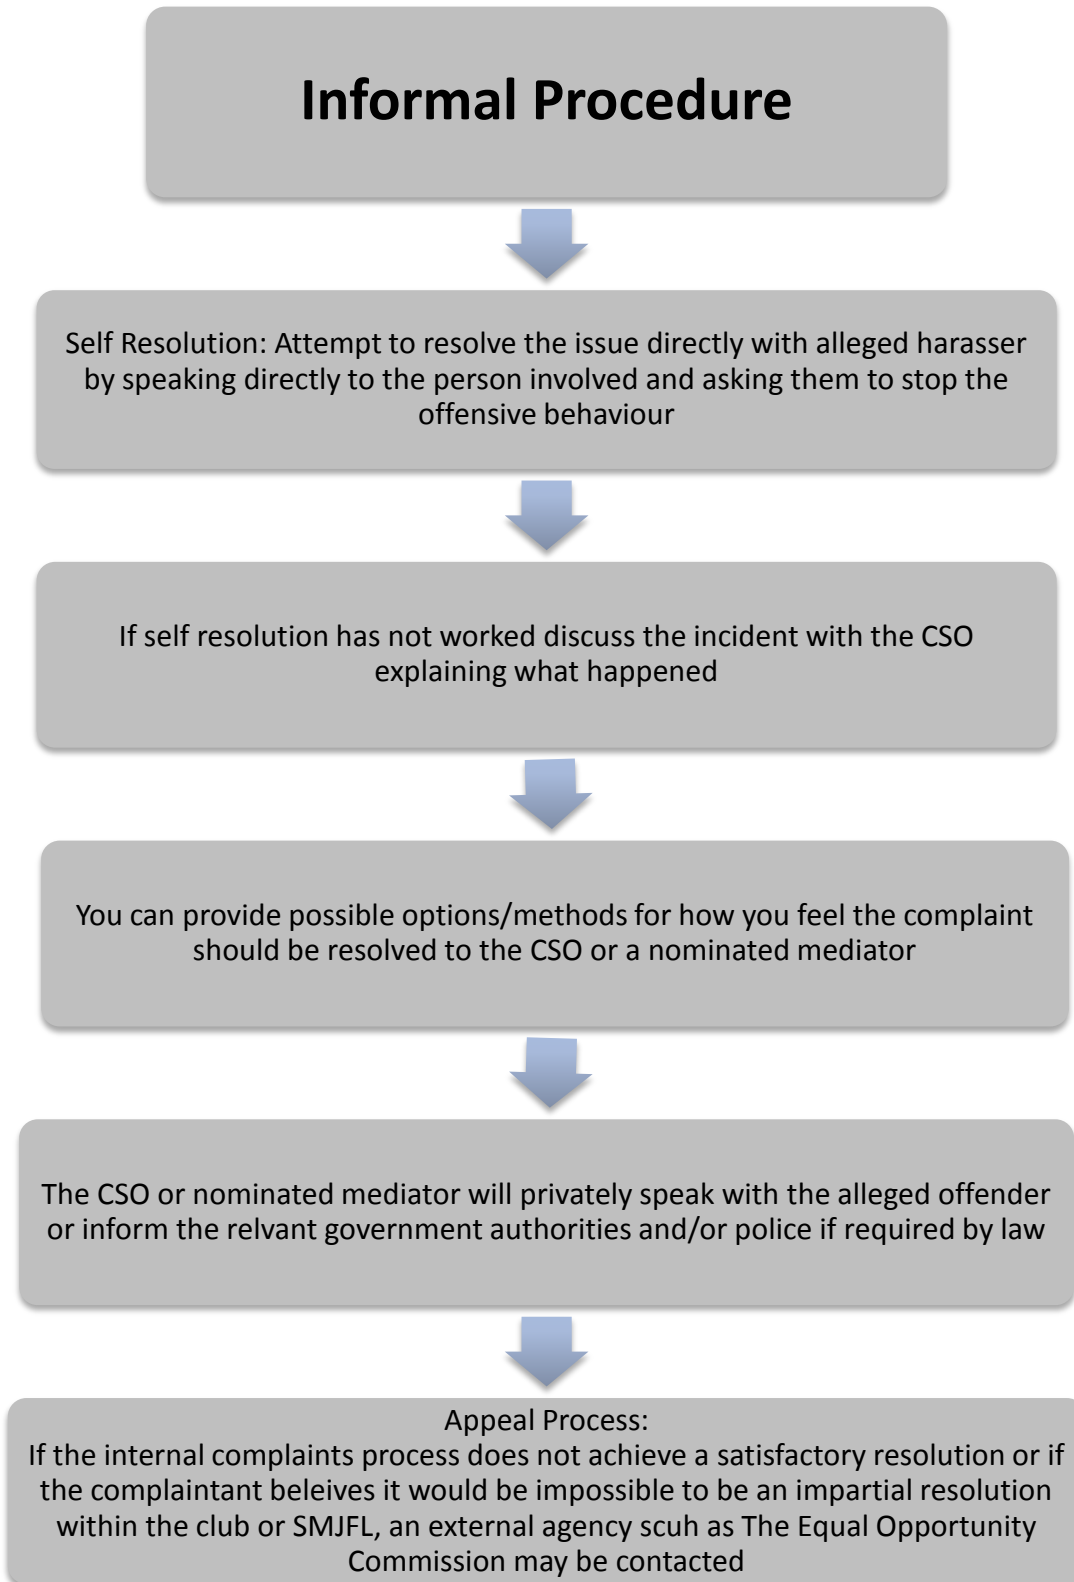 Informal Procedure
Self Resolution: Attempt to resolve the issue directly with alleged harasser
by speaking directly to the person involved and asking them to stop the
offensive behaviour
If self resolution has not worked discuss the incident with the CSO
explaining what happened
You can provide possible options/methods for how you feel the complaint
should be resolved to the CSO or a nominated mediator
The CSO or nominated mediator will privately speak with the alleged offender
or inform the relvant government authorities and/or police if required by law
Appeal Process:
If the internal complaints process does not achieve a satisfactory resolution or if
the complaintant beleives it would be impossible to be an impartial resolution
within the club or SMJFL, an external agency scuh as The Equal Opportunity
Commission may be contacted